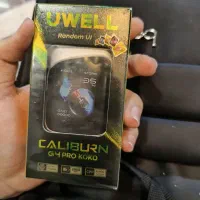 UWELL
Random UI
CALIBURN
G4 PRO KOKO